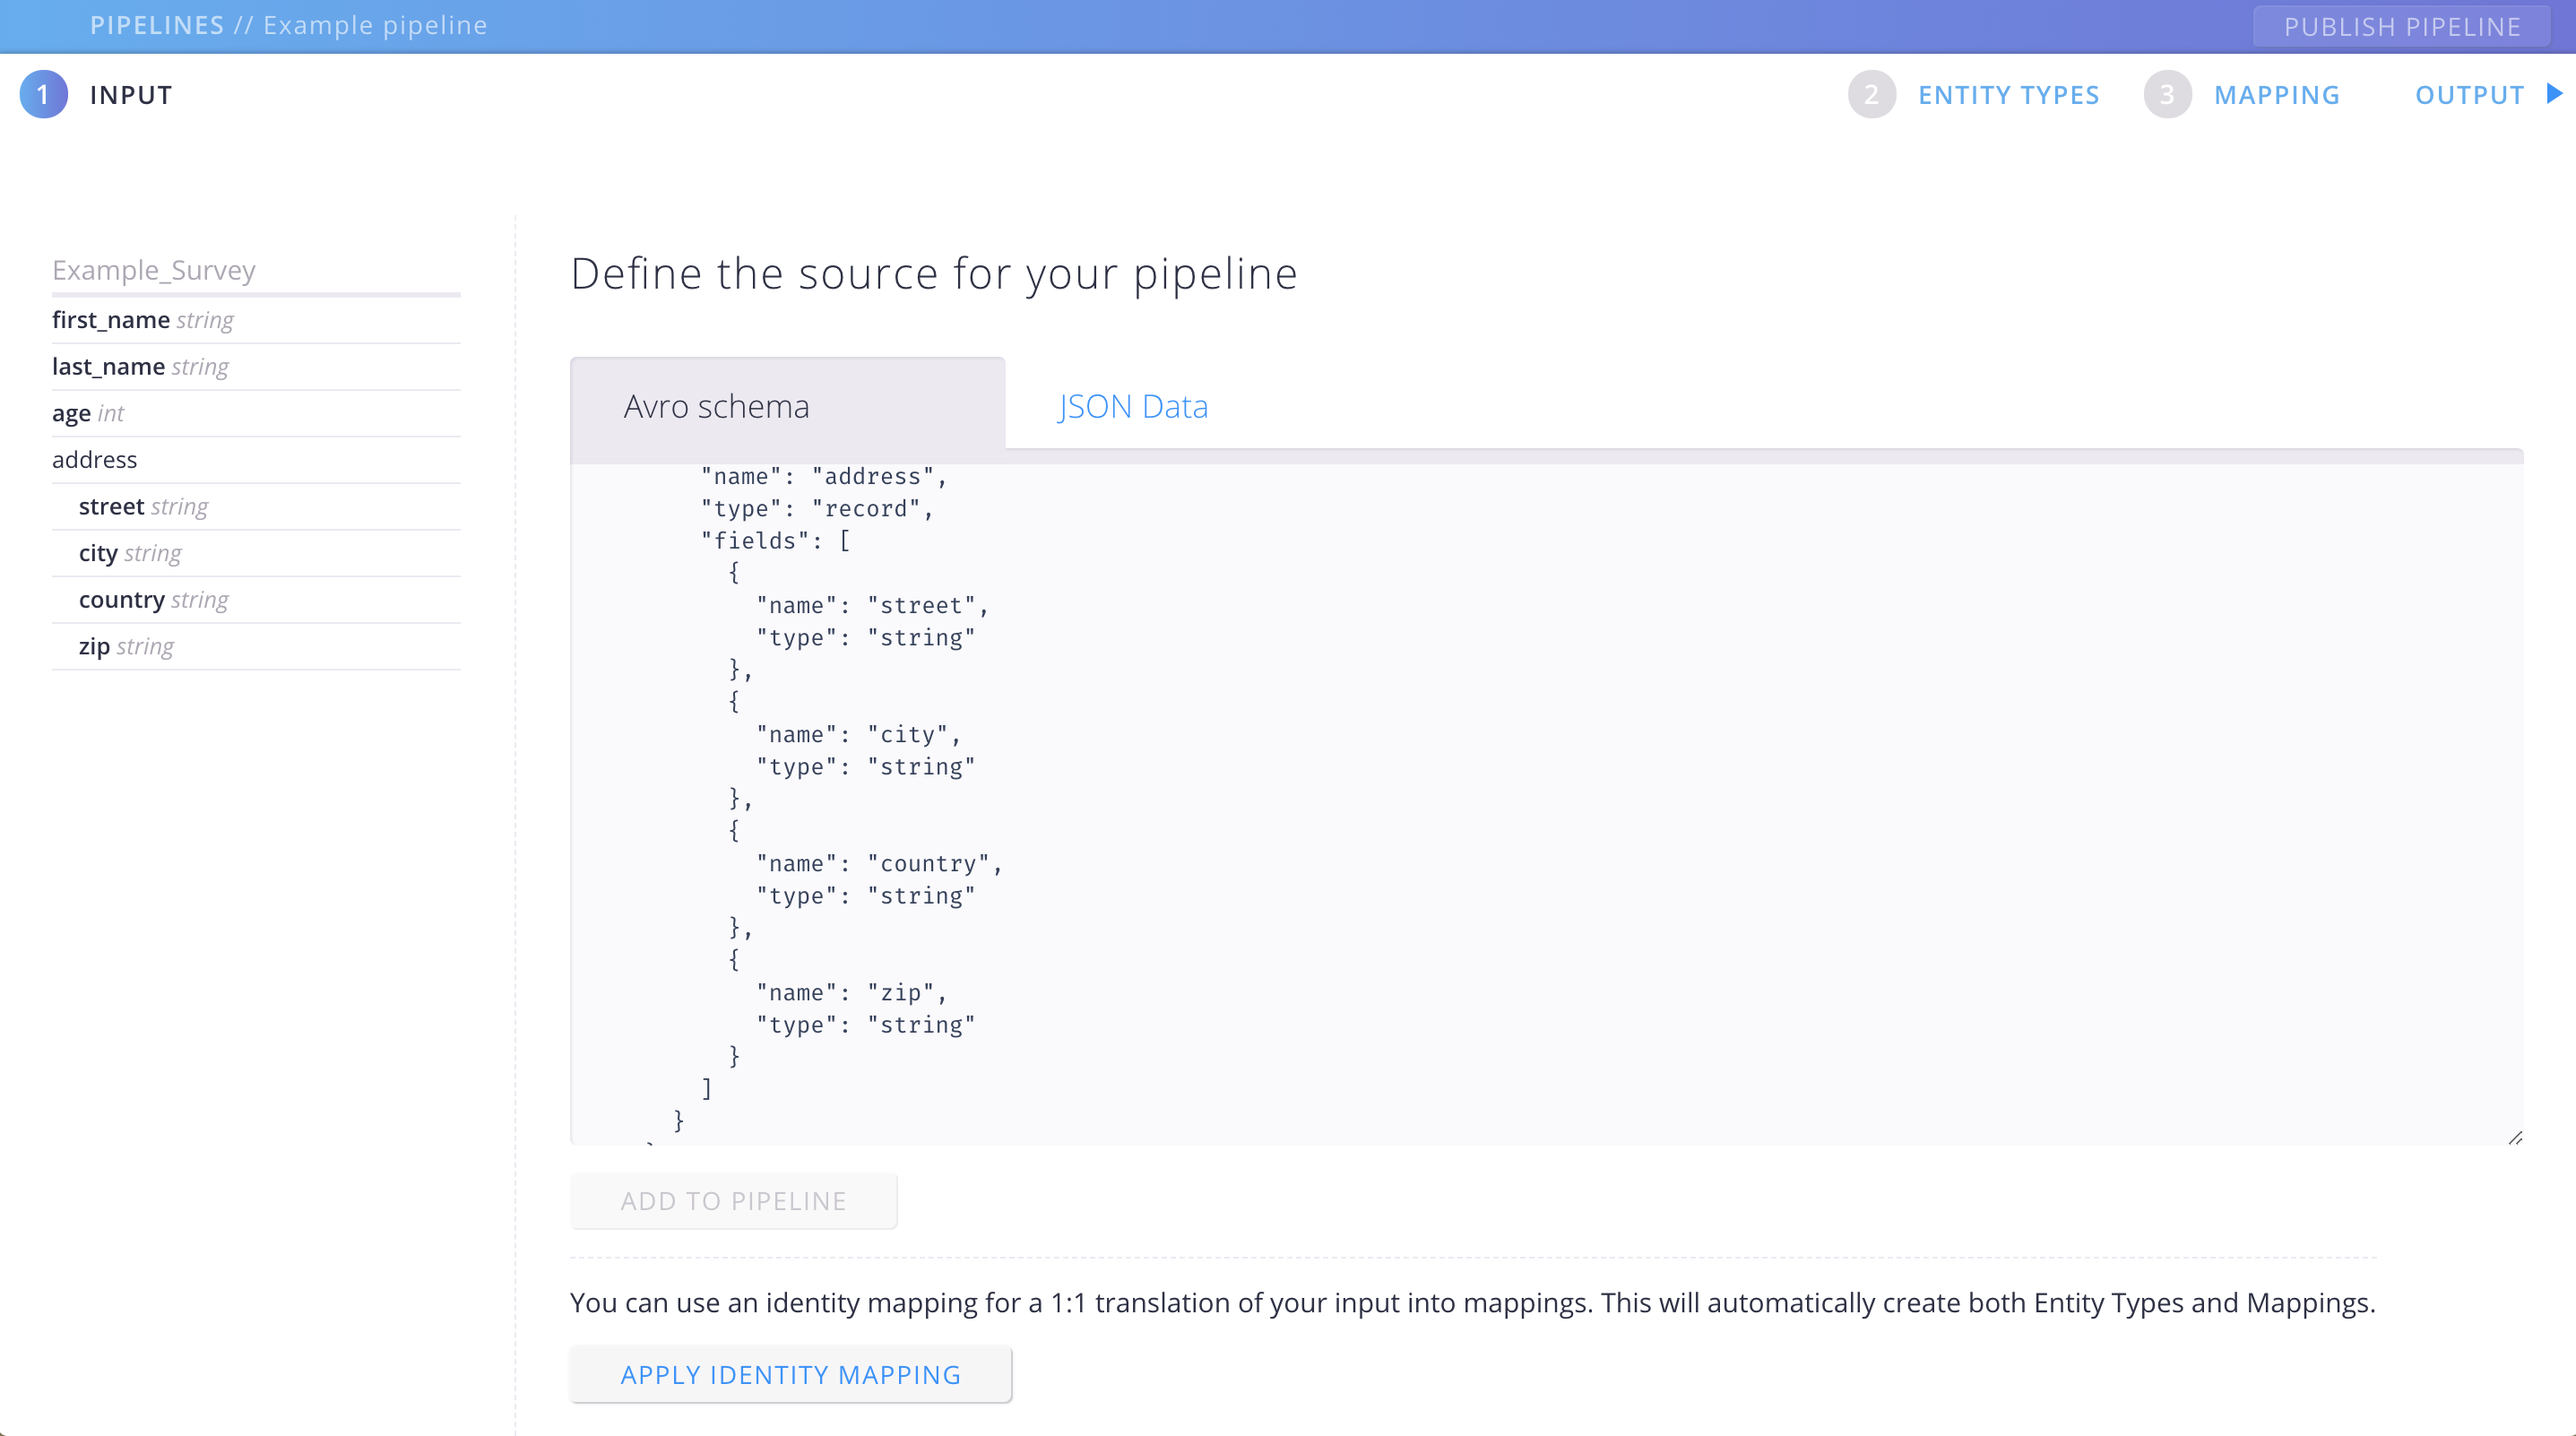 PIPELINES // Example pipeline
PUBLISH PIPELINE
1 INPUT
2 ENTITY TYPES
3 MAPPING
OUTPUT
Example_Survey
first_name string
last_name string
age int
address
street string
city string
country string
zip string
Define the source for your pipeline
Avro schema
JSON Data
"name": "address",
"type": "record",
"fields": [
{
"name": "street",
"type": "string"
},
{
"name": "city",
"type": "string"
},
{
"name": "country",
"type": "string"
},
{
"name": "zip",
"type": "string"
}
]
}
ADD TO PIPELINE
You can use an identity mapping for a 1:1 translation of your input into mappings. This will automatically create both Entity Types and Mappings.
APPLY IDENTITY MAPPING